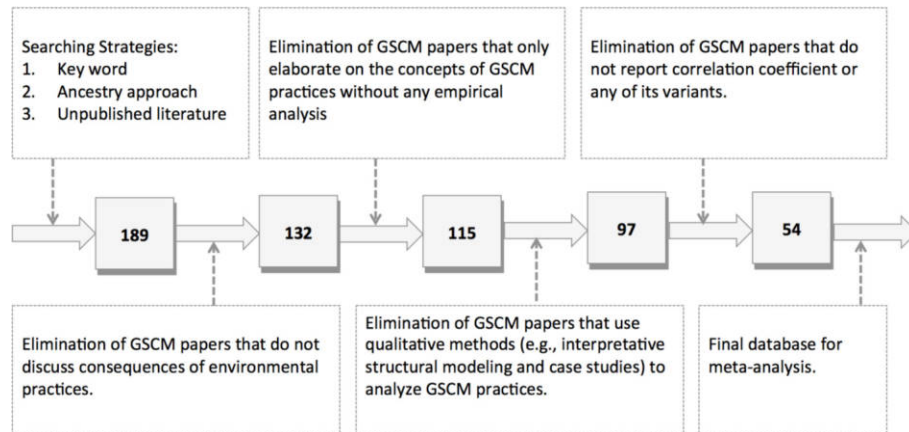 Searching Strategies:
1. Key word
2. Ancestry approach
3. Unpublished literature
Elimination of GSCM papers that only
elaborate on the concepts of GSCM
practices without any empirical
analysis
Elimination of GSCM papers that do
not report correlation coefficient or
any of its variants.
189
132
115
97
54
Elimination of GSCM papers that do not
discuss consequences of environmental
practices.
Elimination of GSCM papers that use
qualitative methods (e.g., interpretative
structural modeling and case studies) to
analyze GSCM practices.
Final database for
meta-analysis.